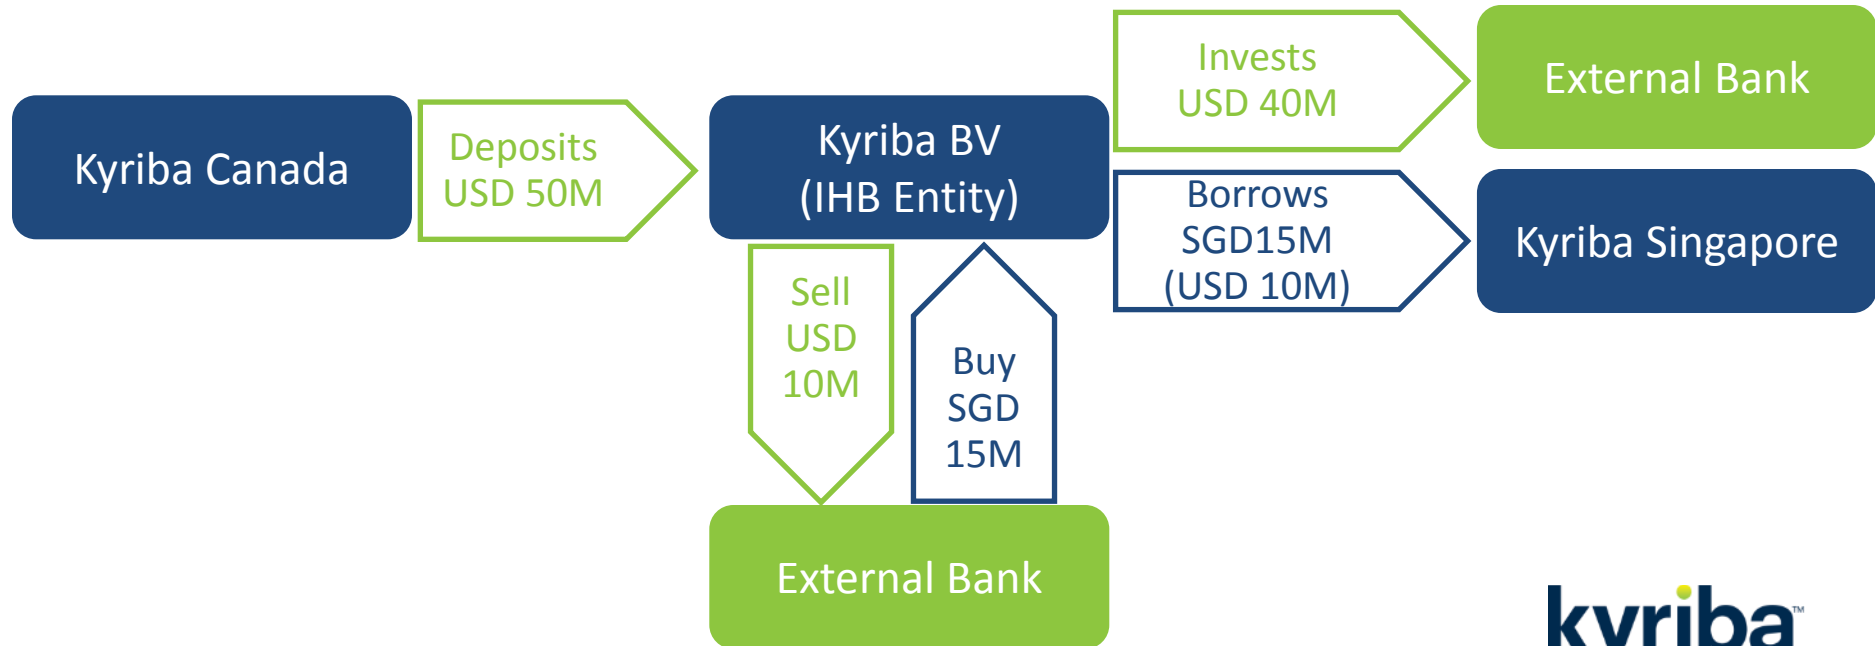 Kyriba Canada
Deposits
USD 50M
Kyriba BV
(IHB Entity)
Invests
USD 40M
External Bank
Borrows
SGD15M
(USD 10M)
Kyriba Singapore
Sell
USD
10M
Buy
SGD
15M
External Bank
kyriba™